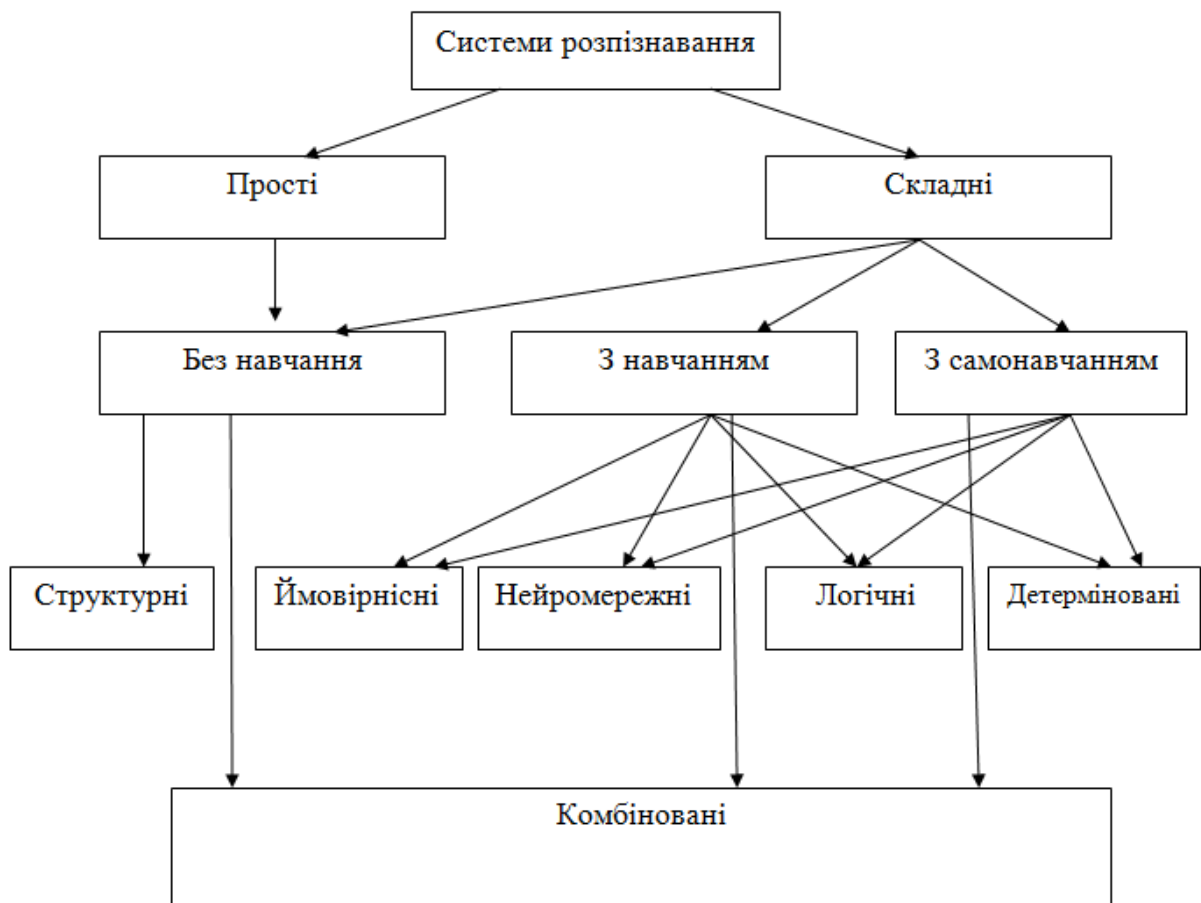 Системи розпізнавання
Прості
Складні
Без навчання
З навчанням
З самонавчанням
Структурні
Ймовірнісні
Нейромережні
Логічні
Детерміновані
Комбіновані